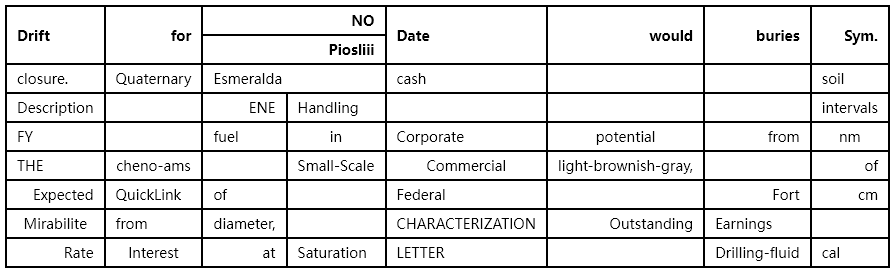 Drift for NO Date would buries Sym.
Piosliii
closure. Quaternary Esmeralda cash soil
Description ENE Handling intervals
FY fuel in Corporate potential from nm
THE cheno-ams Small-Scale Commercial light-brownish-gray, of
Expected QuickLink of Federal Fort cm
Mirabilite from diameter, CHARACTERIZATION Outstanding Earnings
Rate Interest at Saturation LETTER Drilling-fluid cal